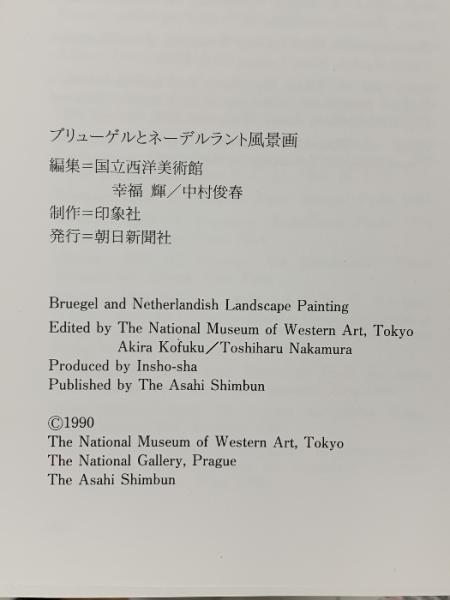 ブリューゲルとネーデルラント風景画
編集＝国立西洋美術館
幸福 輝／中村俊春
制作＝印象社
発行＝朝日新聞社
Bruegel and Netherlandish Landscape Painting
Edited by The National Museum of Western Art, Tokyo
Akira Kofuku／Toshiharu Nakamura
Produced by Insho-sha
Published by The Asahi Shimbun
©1990
The National Museum of Western Art, Tokyo
The National Gallery, Prague
The Asahi Shimbun